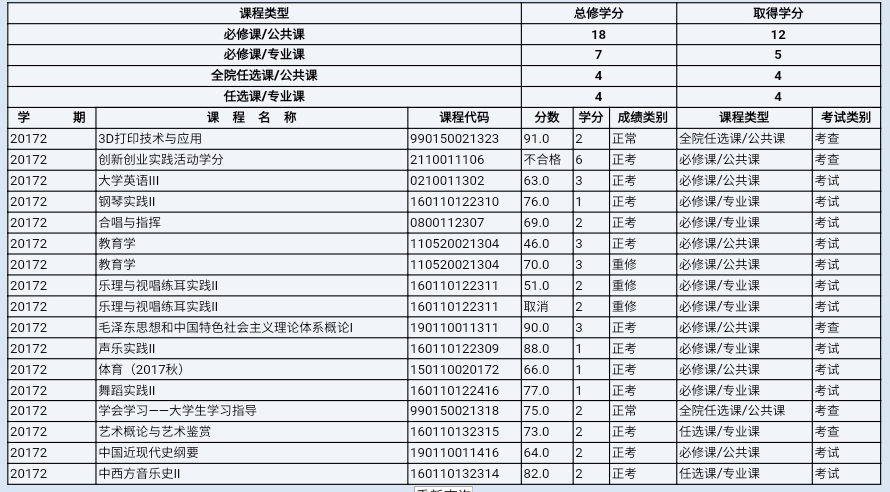 课程类型 总修学分 取得学分
必修课/公共课 18 12
必修课/专业课 7 5
全院任选课/公共课 4 4
任选课/专业课 4 4
学 期 课 程 名 称 课程代码 分数 学分 成绩类别 课程类型 考试类别
20172 3D打印技术与应用 990150021323 91.0 2 正常 全院任选课/公共课 考查
20172 创新创业实践活动学分 2110011106 不合格 6 正考 必修课/公共课 考查
20172 大学英语III 0210011302 63.0 3 正考 必修课/公共课 考试
20172 钢琴实践II 160110122310 76.0 1 正考 必修课/专业课 考试
20172 合唱与指挥 0800112307 69.0 2 正考 必修课/专业课 考试
20172 教育学 110520021304 46.0 3 正考 必修课/公共课 考试
20172 教育学 110520021304 70.0 3 重修 必修课/公共课 考试
20172 乐理与视唱练耳实践II 160110122311 51.0 2 重修 必修课/专业课 考试
20172 乐理与视唱练耳实践II 160110122311 取消 2 重修 必修课/专业课 考试
20172 毛泽东思想和中国特色社会主义理论体系概论I 190110011311 90.0 3 正考 必修课/公共课 考查
20172 声乐实践II 160110122309 88.0 1 正考 必修课/专业课 考试
20172 体育（2017秋） 150110020172 66.0 1 正考 必修课/公共课 考试
20172 舞蹈实践II 160110122416 77.0 1 正考 必修课/专业课 考试
20172 学会学习——大学生学习指导 990150021318 75.0 2 正常 全院任选课/公共课 考查
20172 艺术概论与艺术鉴赏 160110132315 73.0 2 正考 任选课/专业课 考查
20172 中国近现代史纲要 190110011416 64.0 2 正考 必修课/公共课 考试
20172 中西方音乐史II 160110132314 82.0 2 正考 任选课/专业课 考试